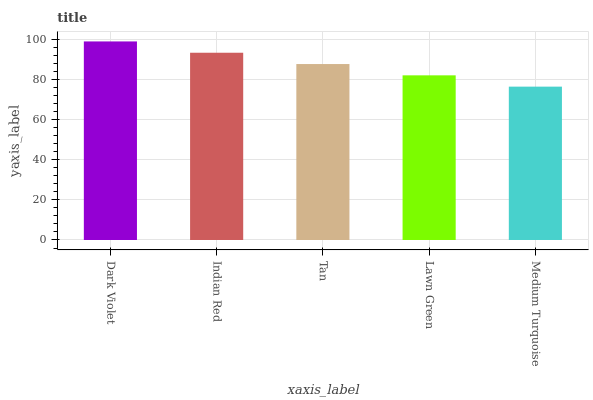 title
yaxis_label
100
80
60
40
20
0
Dark Violet
Indian Red
Tan
Lawn Green
Medium Turquoise
xaxis_label